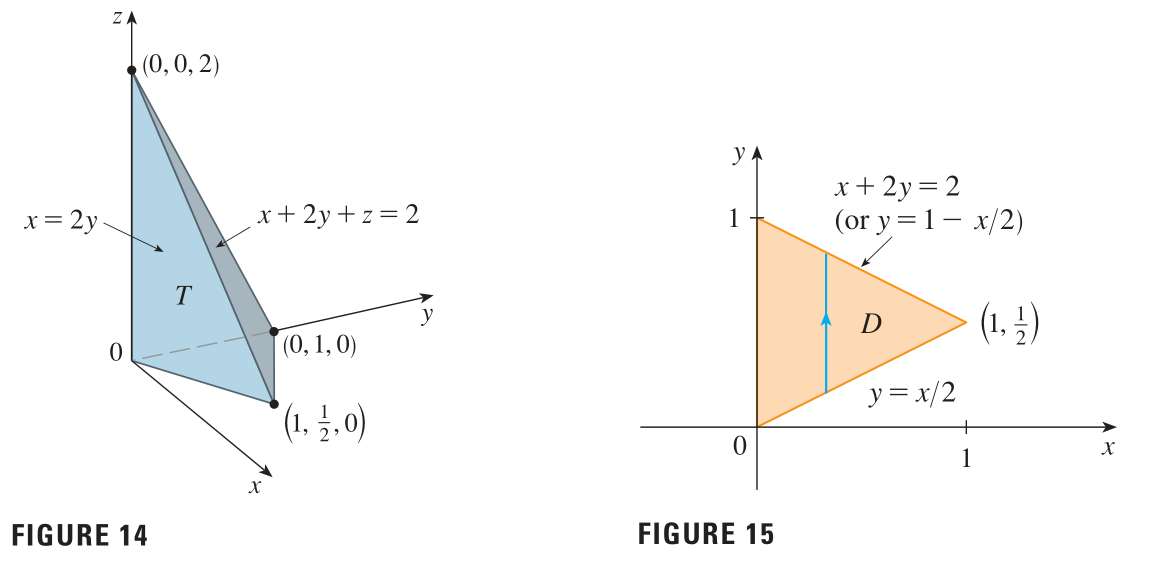 z
(0, 0, 2)
x = 2y
x + 2y + z = 2
T
y
0
(0, 1, 0)
(1, 1/2, 0)
x
FIGURE 14
y
x + 2y = 2
1
(or y = 1 − x/2)
D
(1, 1/2)
y = x/2
0
1
x
FIGURE 15